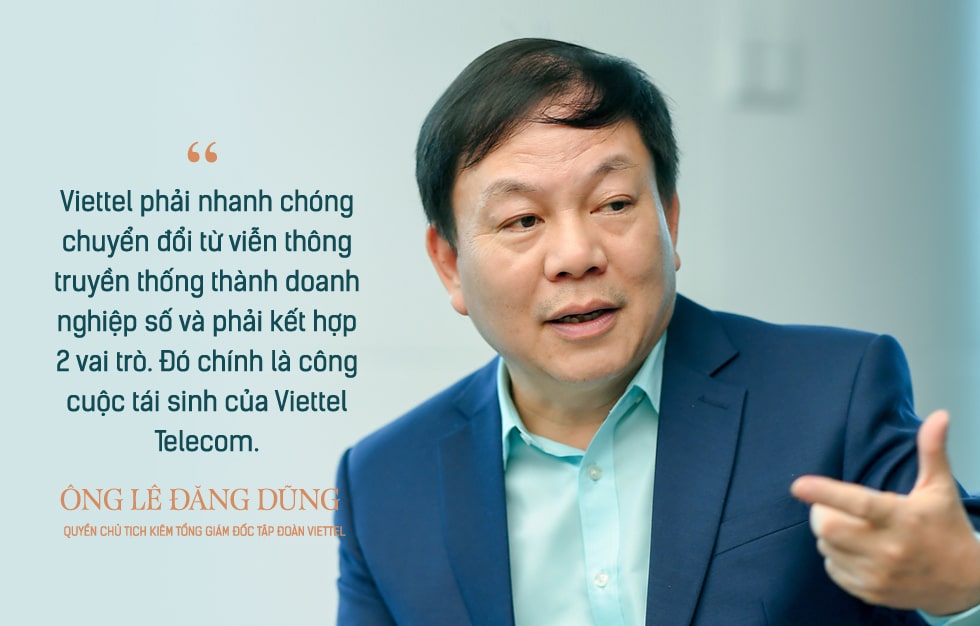 “
Viettel phải nhanh chóng
chuyển đổi từ viễn thông
truyền thống thành doanh
nghiệp số và phải kết hợp
2 vai trò. Đó chính là công
cuộc tái sinh của Viettel
Telecom.
ÔNG LÊ ĐĂNG DŨNG
QUYỀN CHỦ TỊCH KIÊM TỔNG GIÁM ĐỐC TẬP ĐOÀN VIETTEL